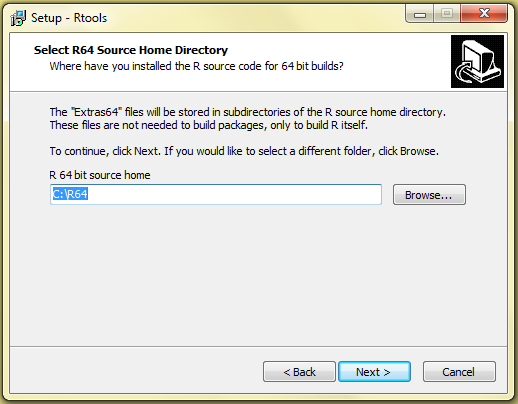 Setup - Rtools
Select R64 Source Home Directory
Where have you installed the R source code for 64 bit builds?
The "Extras64" files will be stored in subdirectories of the R source home directory.
These files are not needed to build packages, only to build R itself.
To continue, click Next. If you would like to select a different folder, click Browse.
R 64 bit source home
C:\R64
Browse...
< Back
Next >
Cancel